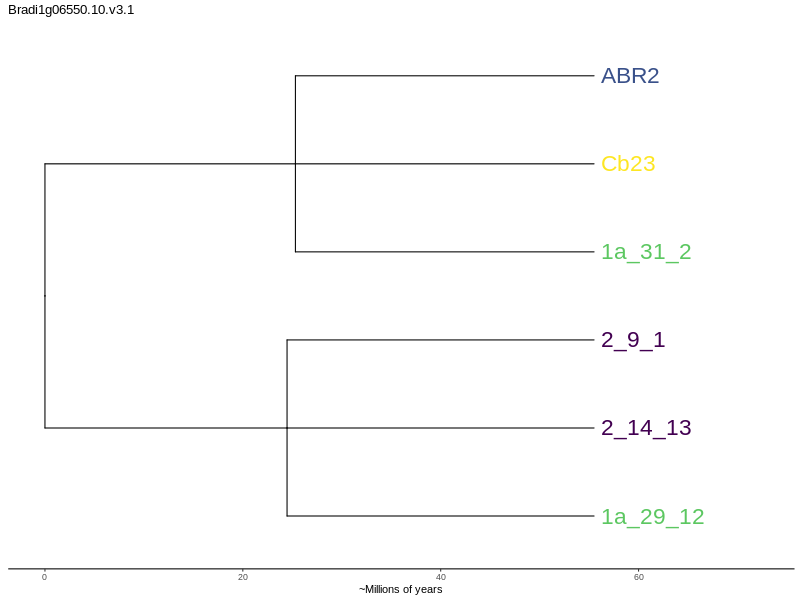 Bradi1g06550.10.v3.1
ABR2
Cb23
1a_31_2
2_9_1
2_14_13
1a_29_12
0 20 40 60
~Millions of years